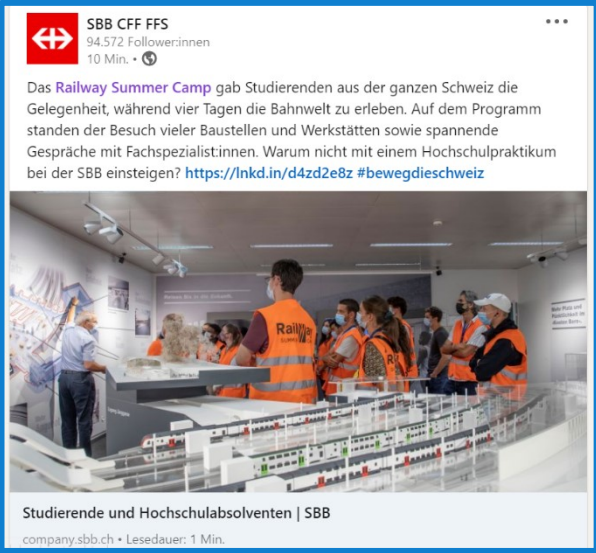 SBB CFF FFS
94.572 Follower:innen
10 Min. •
Das Railway Summer Camp gab Studierenden aus der ganzen Schweiz die
Gelegenheit, während vier Tagen die Bahnwelt zu erleben. Auf dem Programm
standen der Besuch vieler Baustellen und Werkstätten sowie spannende
Gespräche mit Fachspezialist:innen. Warum nicht mit einem Hochschulpraktikum
bei der SBB einsteigen? https://lnkd.in/d4zd2e8z #bewegdieschweiz
Railway
Studierende und Hochschulabsolventen | SBB
company.sbb.ch • Lesedauer: 1 Min.